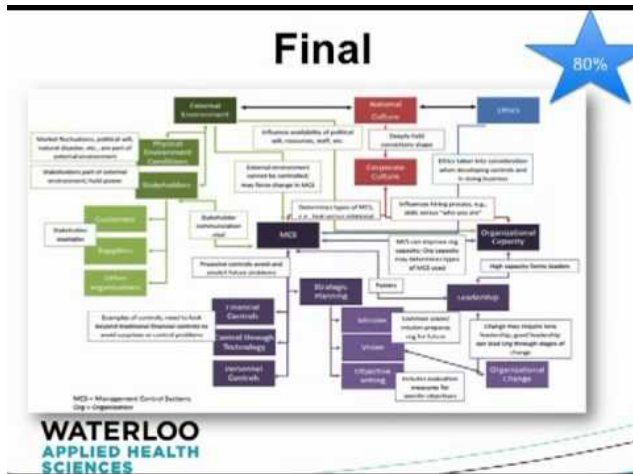 Final
80%
External
Environment
National
Culture
Ethics
Market fluctuations, political will,
natural disaster, etc., are part of
external environment
Physical
Environment
Conditions
Influence availability of political
will, resources, staff, etc.
Deeply held
convictions shape
Ethics taken into consideration
when developing controls and
in doing business
Stakeholders part of external
environment; hold power
Stakeholders
External environment
cannot be controlled;
may force change in MCS
Corporate
Culture
Customers
Stakeholder
examples
Suppliers
Other
organizations
Stakeholder
communication
vital
Determines types of MCS,
Influences hiring process, e.g.,
skills versus "who you are"
MCS
Organizational
Capacity
MCS can improve org
capacity; Org capacity
may determines types
of MCS used
Proactive controls avoid and
predict future problems
High capacity forms leaders
Strategic
Planning
Fosters
Leadership
Financial
Controls
Examples of controls, need to look
beyond traditional financial controls to
avoid surprises or control problems
Control through
Technology
Personnel
Controls
Mission
Vision
Objective
Setting
mission prepares
org for future
Change may require new
leadership; good leadership
can lead org through stages of
change
Includes evaluation
measures for
specific objectives
Organizational
Change
MCS = Management Control Systems
Org = Organization
WATERLOO
APPLIED HEALTH
SCIENCES